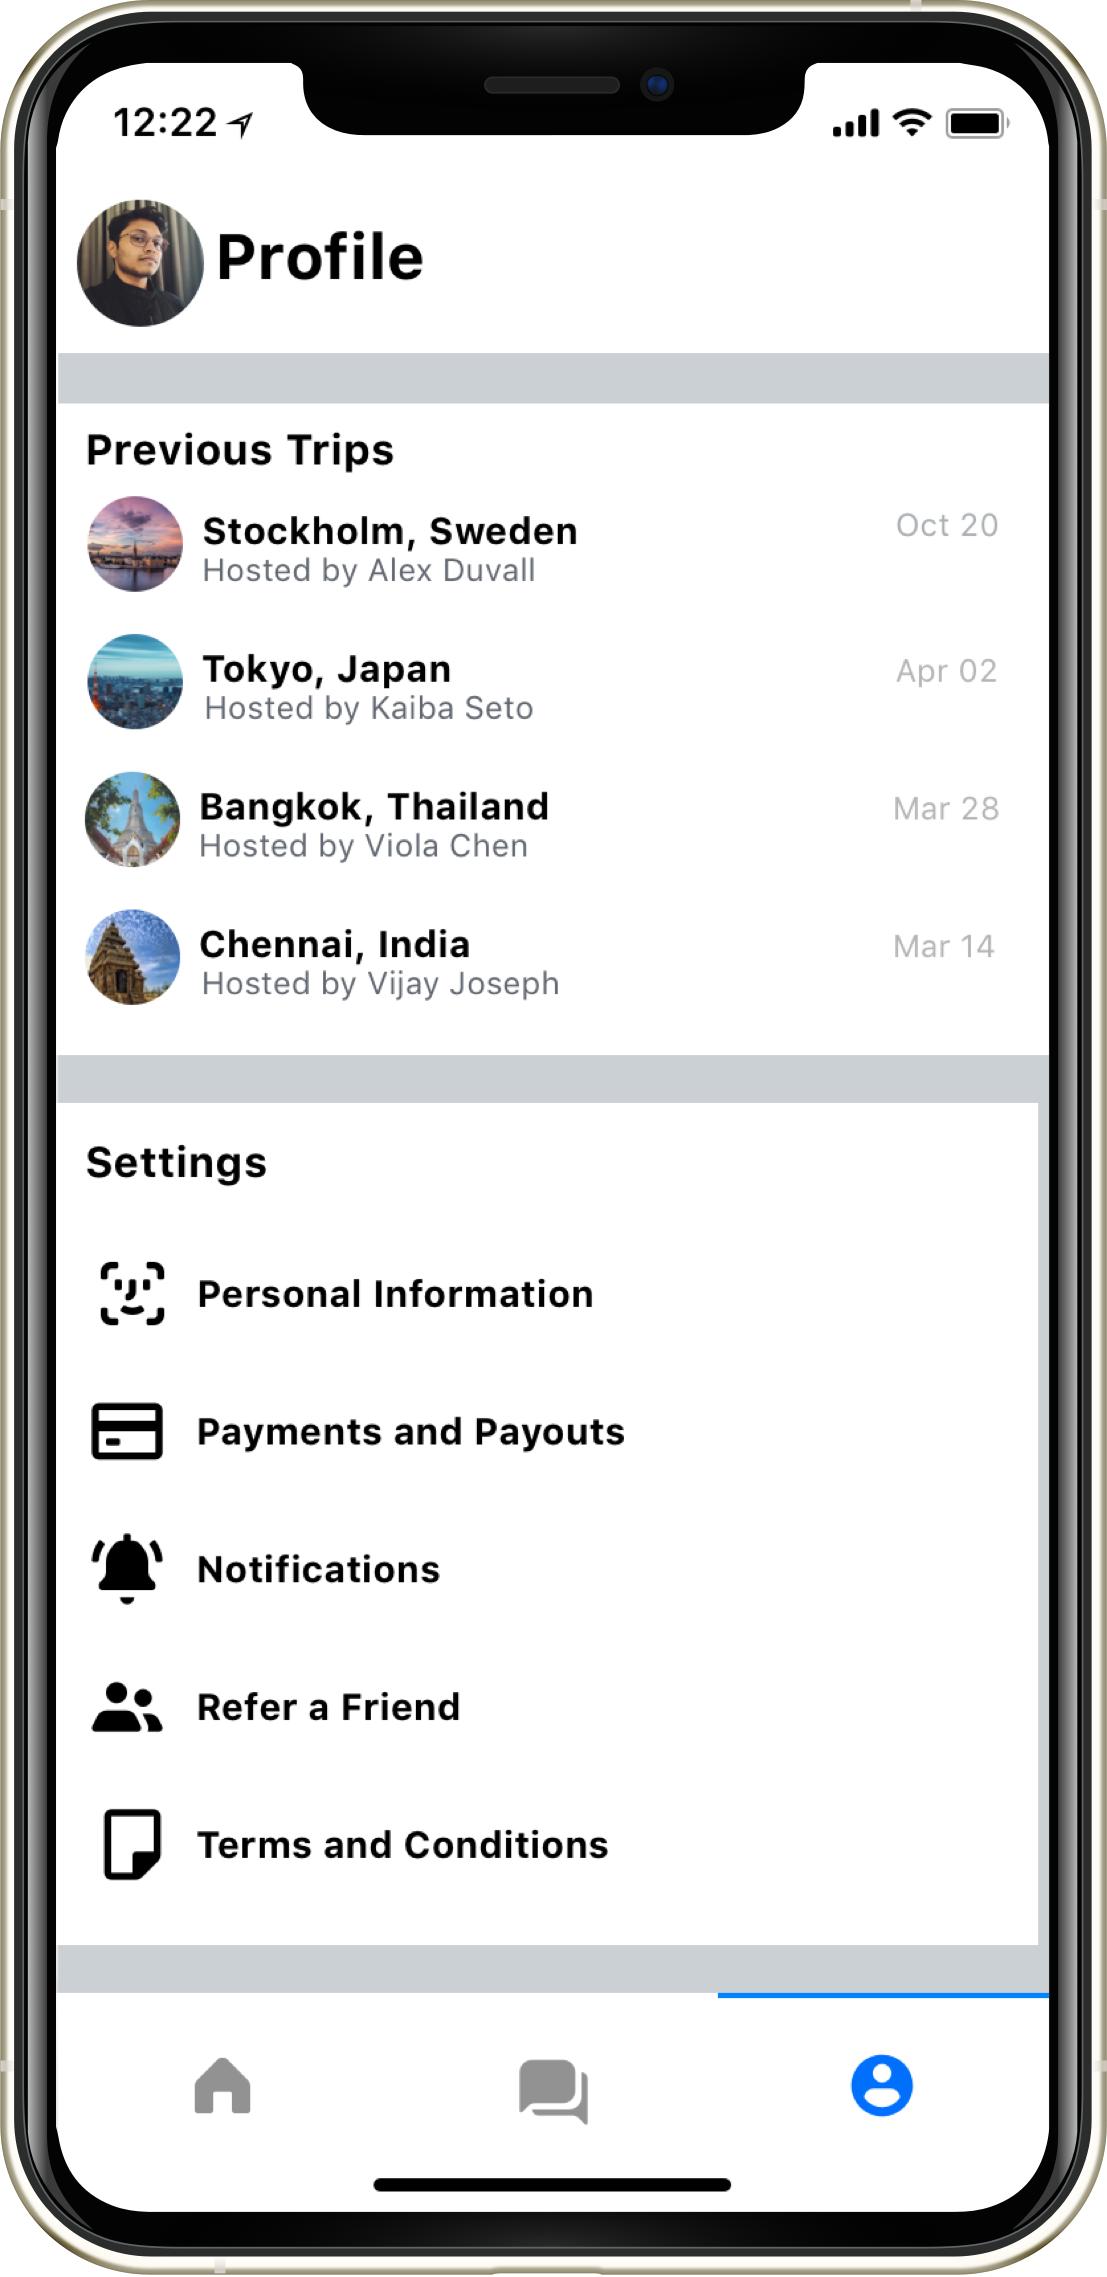 12:22
Profile
Previous Trips
Stockholm, Sweden
Oct 20
Hosted by Alex Duvall
Tokyo, Japan
Apr 02
Hosted by Kaiba Seto
Bangkok, Thailand
Mar 28
Hosted by Viola Chen
Chennai, India
Mar 14
Hosted by Vijay Joseph
Settings
Personal Information
Payments and Payouts
Notifications
Refer a Friend
Terms and Conditions